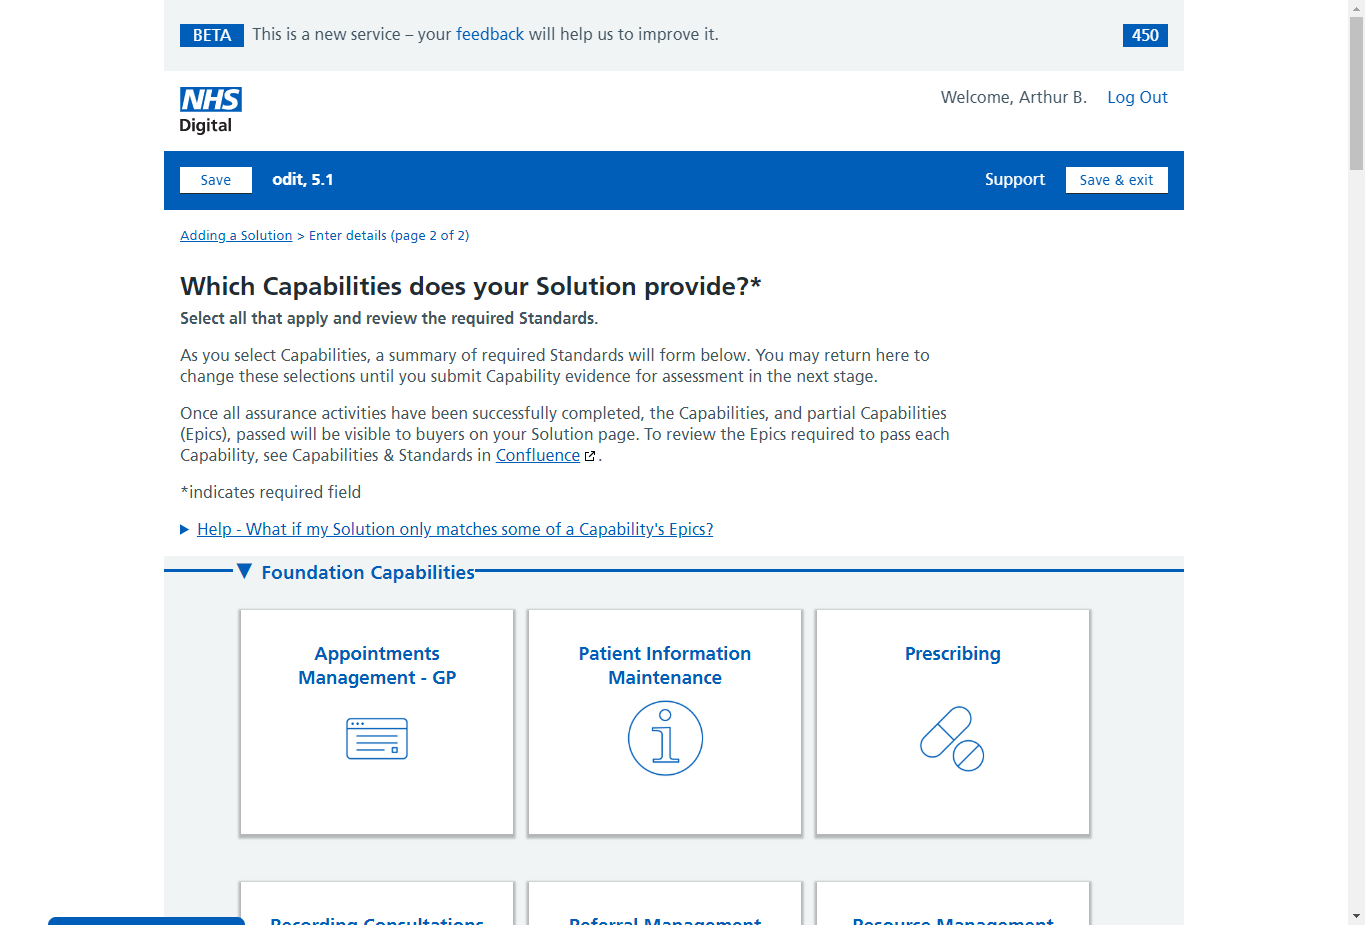 BETA This is a new service – your feedback will help us to improve it. 450
NHS
Digital
Welcome, Arthur B. Log Out
Save odit, 5.1 Support Save & exit
Adding a Solution > Enter details (page 2 of 2)
Which Capabilities does your Solution provide?*
Select all that apply and review the required Standards.
As you select Capabilities, a summary of required Standards will form below. You may return here to
change these selections until you submit Capability evidence for assessment in the next stage.
Once all assurance activities have been successfully completed, the Capabilities, and partial Capabilities
(Epics), passed will be visible to buyers on your Solution page. To review the Epics required to pass each
Capability, see Capabilities & Standards in Confluence .
*indicates required field
Help - What if my Solution only matches some of a Capability's Epics?
Foundation Capabilities
Appointments
Management - GP
Patient Information
Maintenance
Prescribing
Recording Consultations
Referral Management
Resource Management